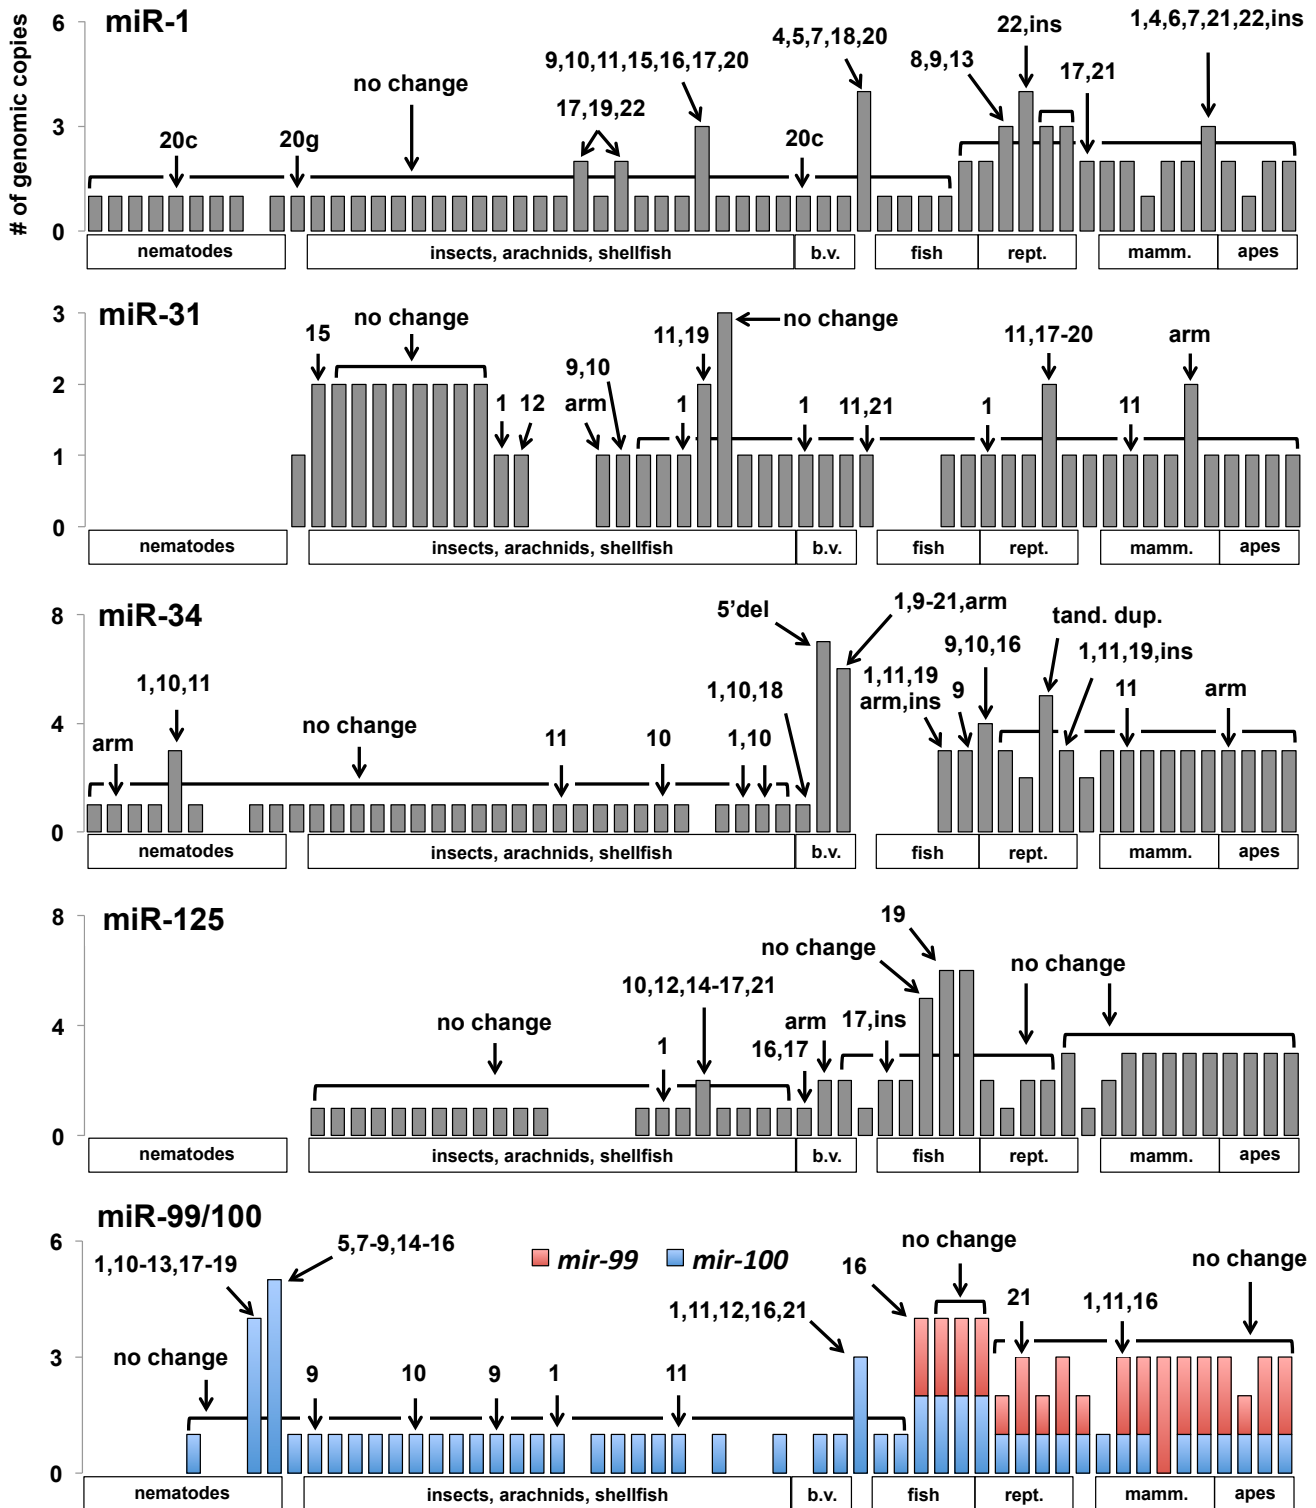 miR-1
# of genomic copies
6
3
0
no change
20c
20g
17,19,22
9,10,11,15,16,17,20
20c
4,5,7,18,20
8,9,13
22,ins
17,21
1,4,6,7,21,22,ins
nematodes
insects, arachnids, shellfish
b.v.
fish
rept.
mamm.
apes
miR-31
3
2
1
0
15
no change
1
12
arm
9,10
1
11,19
no change
1
11,21
1
11,17-20
11
arm
nematodes
insects, arachnids, shellfish
b.v.
fish
rept.
mamm.
apes
miR-34
8
4
0
arm
1,10,11
no change
11
10
1,10
1,10,18
5'del
1,9-21,arm
1,11,19
arm,ins
9
9,10,16
tand. dup.
1,11,19,ins
11
arm
nematodes
insects, arachnids, shellfish
b.v.
fish
rept.
mamm.
apes
miR-125
8
4
0
no change
1
10,12,14-17,21
16,17
arm
17,ins
no change
19
no change
nematodes
insects, arachnids, shellfish
b.v.
fish
rept.
mamm.
apes
miR-99/100
6
3
0
mir-99
mir-100
no change
1,10-13,17-19
5,7-9,14-16
9
10
9
1
11
1,11,12,16,21
16
no change
21
1,11,16
no change
nematodes
insects, arachnids, shellfish
b.v.
fish
rept.
mamm.
apes